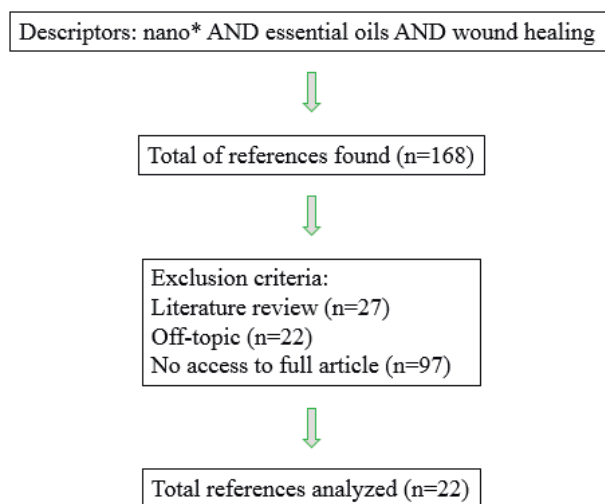 Descriptors: nano* AND essential oils AND wound healing
Total of references found (n=168)
Exclusion criteria:
Literature review (n=27)
Off-topic (n=22)
No access to full article (n=97)
Total references analyzed (n=22)